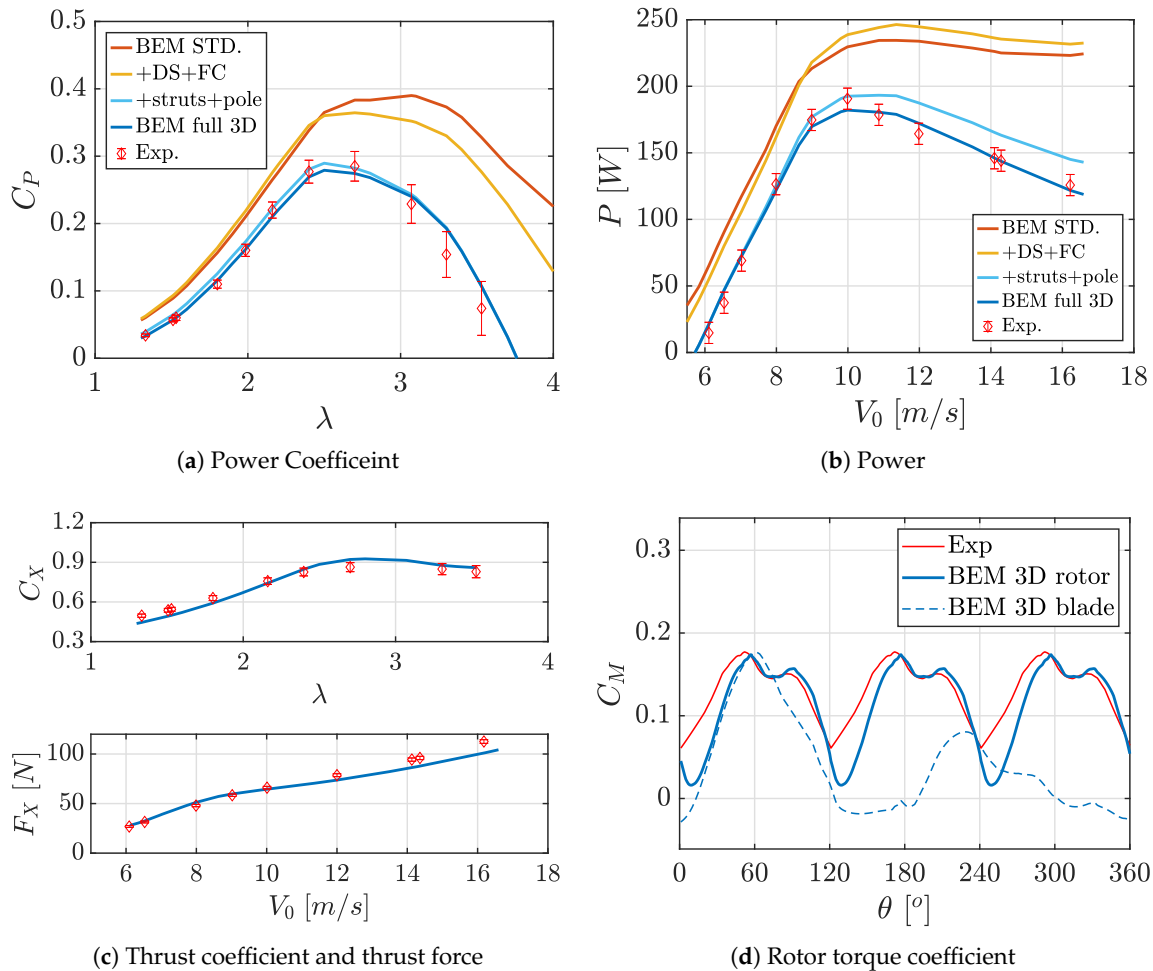 0.5
0.4
0.3
0.2
0.1
0
C_P
BEM STD.
+DS+FC
+struts+pole
BEM full 3D
Exp.
1 2 3 4
λ
(a) Power Coefficeint
250
200
150
100
50
0
P [W]
BEM STD.
+DS+FC
+struts+pole
BEM full 3D
Exp.
6 8 10 12 14 16 18
V_0 [m/s]
(b) Power
1.2
0.9
0.6
0.3
C_X
1 2 3 4
λ
100
50
0
F_X [N]
6 8 10 12 14 16 18
V_0 [m/s]
(c) Thrust coefficient and thrust force
0.3
0.2
0.1
0
C_M
Exp
BEM 3D rotor
BEM 3D blade
0 60 120 180 240 300 360
θ [°]
(d) Rotor torque coefficient